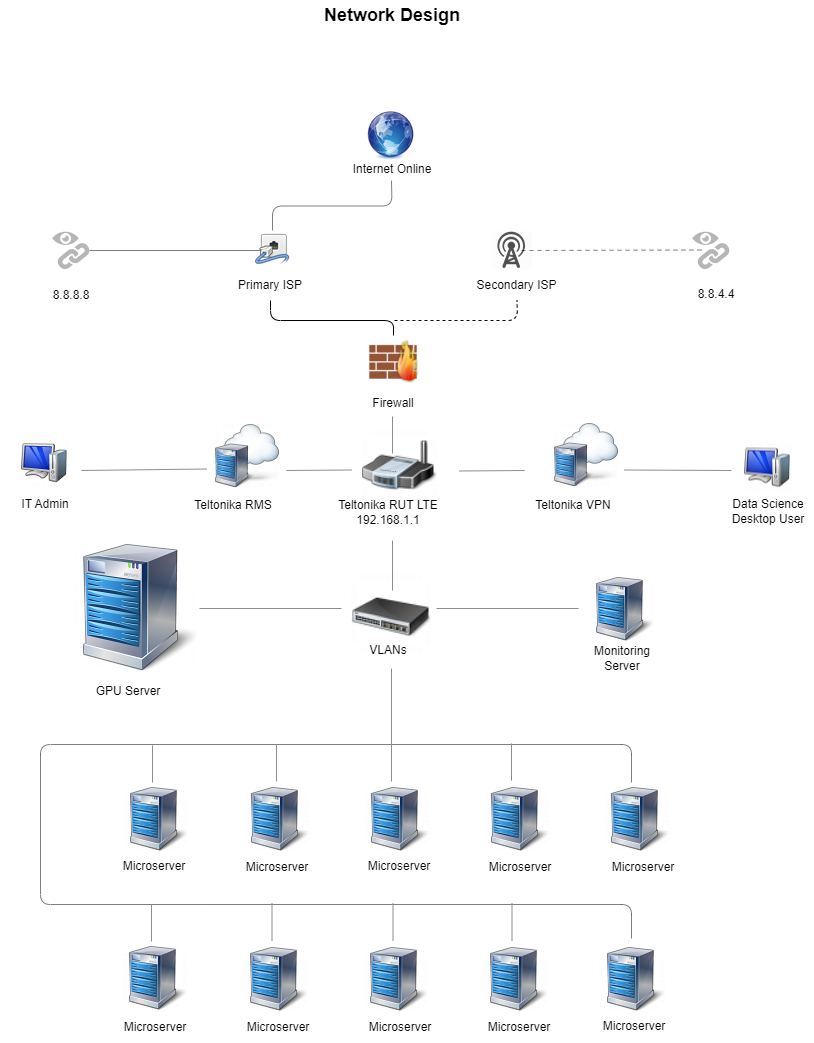 Network Design
Internet Online
Primary ISP
Secondary ISP
8.8.8.8
8.8.4.4
Firewall
IT Admin
Teltonika RMS
Teltonika RUT LTE
192.168.1.1
Teltonika VPN
Data Science
Desktop User
GPU Server
VLANs
Monitoring
Server
Microserver
Microserver
Microserver
Microserver
Microserver
Microserver
Microserver
Microserver
Microserver
Microserver